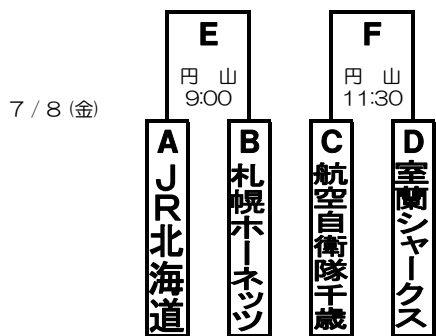 E
円 山
9:00
F
円 山
11:30
7/8 (金)
A
JR北海道
B
札幌ホーネッツ
C
航空自衛隊千歳
D
室蘭シャークス